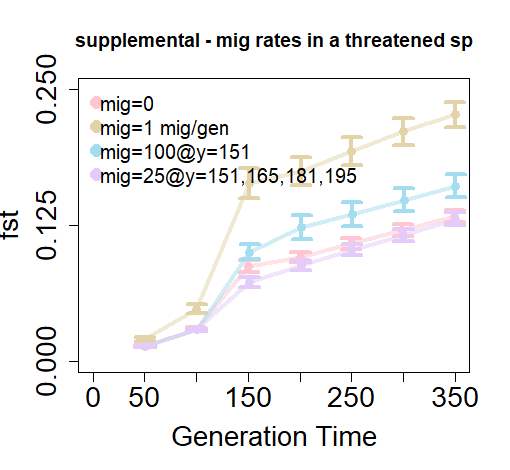 supplemental - mig rates in a threatened sp
mig=0
mig=1 mig/gen
mig=100@y=151
mig=25@y=151,165,181,195
fst
0.250
0.125
0.000
0 50 150 250 350
Generation Time